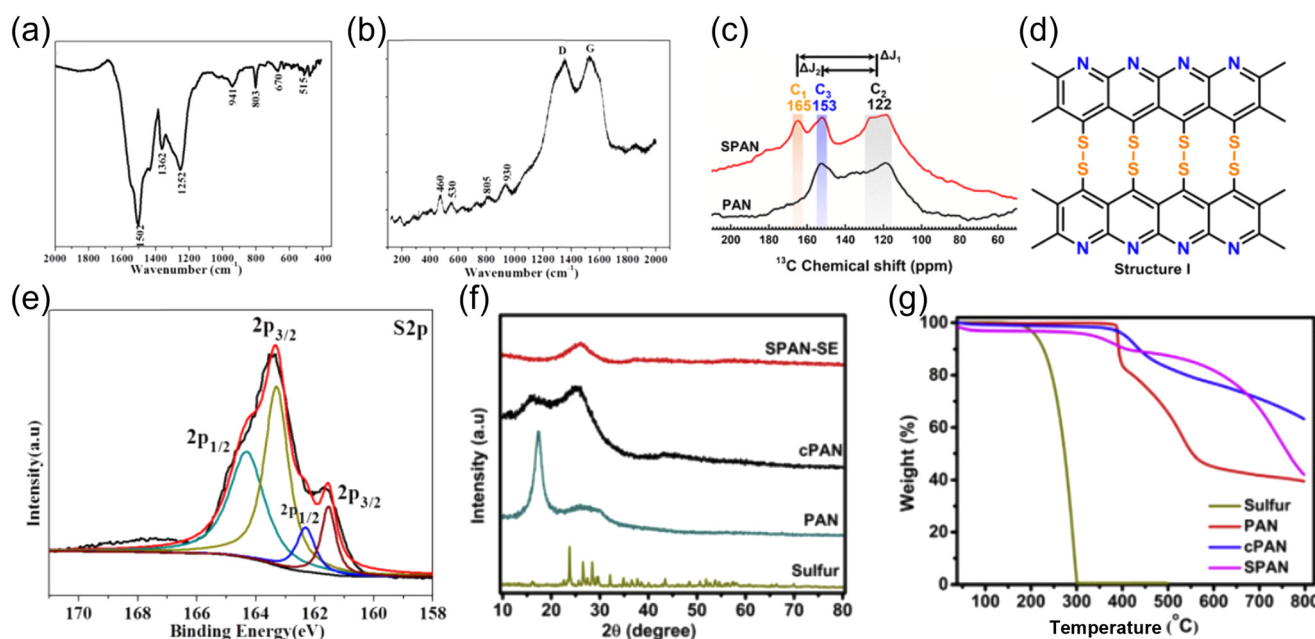 (a)
941
803
670
515
1362
1252
1502
2000 1800 1600 1400 1200 1000 800 600 400
Wavenumber (cm-1)
(b)
D G
460
530
805
930
0 200 400 600 800 1000 1200 1400 1600 1800 2000
Wavenumber (cm-1)
(c)
ΔJ1
ΔJ2
C1 C3 C2
165 153 122
SPAN
PAN
200 180 160 140 120 100 80 60
13C Chemical shift (ppm)
(d)
N N N N
S S S S
S S S S
N N N N
Structure I
(e)
S2p
2p3/2
2p1/2
2p3/2
2p1/2
Intensity(a.u)
170 168 166 164 162 160 158
Binding Energy(eV)
(f)
SPAN-SE
cPAN
PAN
Sulfur
Intensity (a.u)
10 20 30 40 50 60 70 80
2θ (degree)
(g)
100
80
60
40
20
0
Weight (%)
Sulfur
PAN
cPAN
SPAN
100 200 300 400 500 600 700 800
Temperature (°C)